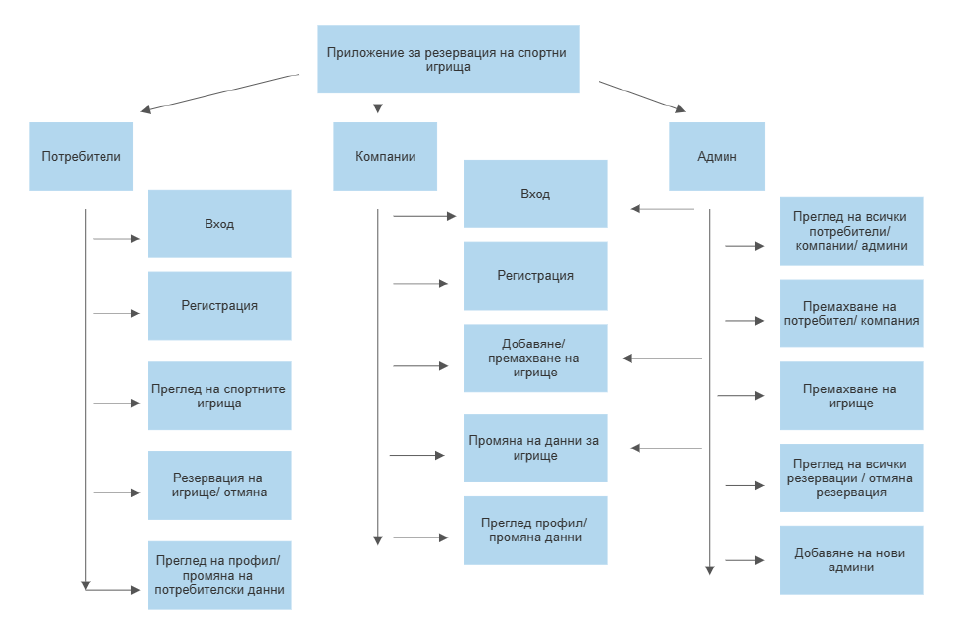 Приложение за резервация на спортни
игрища
Потребители
Компании
Админ
Вход
Регистрация
Преглед на спортните
игрища
Резервация на
игрище/ отмяна
Преглед на профил/
промяна на
потребителски данни
Вход
Регистрация
Добавяне/
премахване на
игрище
Промяна на данни за
игрище
Преглед профил/
промяна данни
Преглед на всички
потребители/
компании/ админи
Премахване на
потребител/ компания
Премахване на
игрище
Преглед на всички
резервации / отмяна
резервация
Добавяне на нови
админи